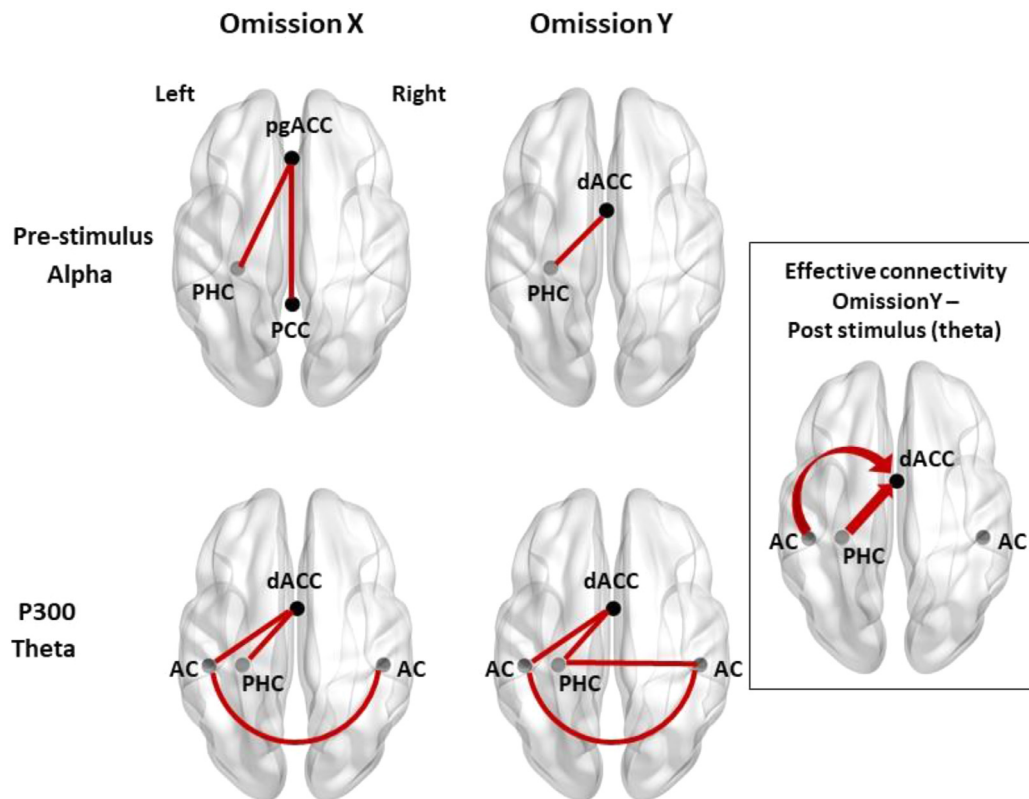 Omission X
Omission Y
Left
Right
pgACC
dACC
Pre-stimulus
Alpha
PHC
PHC
PCC
Effective connectivity
OmissionY –
Post stimulus (theta)
dACC
AC
PHC
AC
P300
Theta
dACC
AC
PHC
AC
dACC
AC
PHC
AC